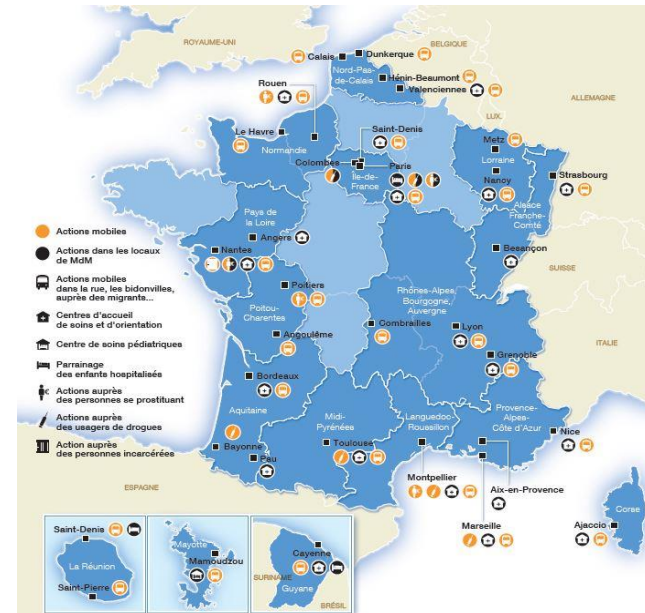 ROYAUME-UNI
BELGIQUE
Calais
Dunkerque
Nord-Pas-
de-Calais
Hénin-Beaumont
Valenciennes
ALLEMAGNE
LUX.
Rouen
Le Havre
Normandie
Saint-Denis
Colombes
Paris
Île-de-
France
Metz
Lorraine
Nancy
Strasbourg
Alsace
Franche-
Comté
Pays de
la Loire
Angers
Nantes
Besançon
SUISSE
Actions mobiles
Actions dans les locaux
de MdM
Actions mobiles
dans la rue, les bidonvilles,
auprès des migrants...
Centres d'accueil
de soins et d'orientation
Centre de soins pédiatriques
Parrainage
des enfants hospitalisés
Actions auprès
des personnes se prostituant
Actions auprès
des usagers de drogues
Action auprès
des personnes incarcérées
Poitiers
Poitou-
Charentes
Angoulême
Rhônes-Alpes,
Bourgogne,
Auvergne
Combrailles
Lyon
Grenoble
ITALIE
Bordeaux
Aquitaine
Bayonne
Pau
Midi-
Pyrénées
Toulouse
Languedoc-
Roussillon
Provence-
Alpes-
Côte d'Azur
Nice
Montpellier
Aix-en-Provence
Marseille
Corse
Ajaccio
ESPAGNE
Saint-Denis
La Réunion
Saint-Pierre
Mayotte
Mamoudzou
Cayenne
SURINAME
Guyane
BRÉSIL